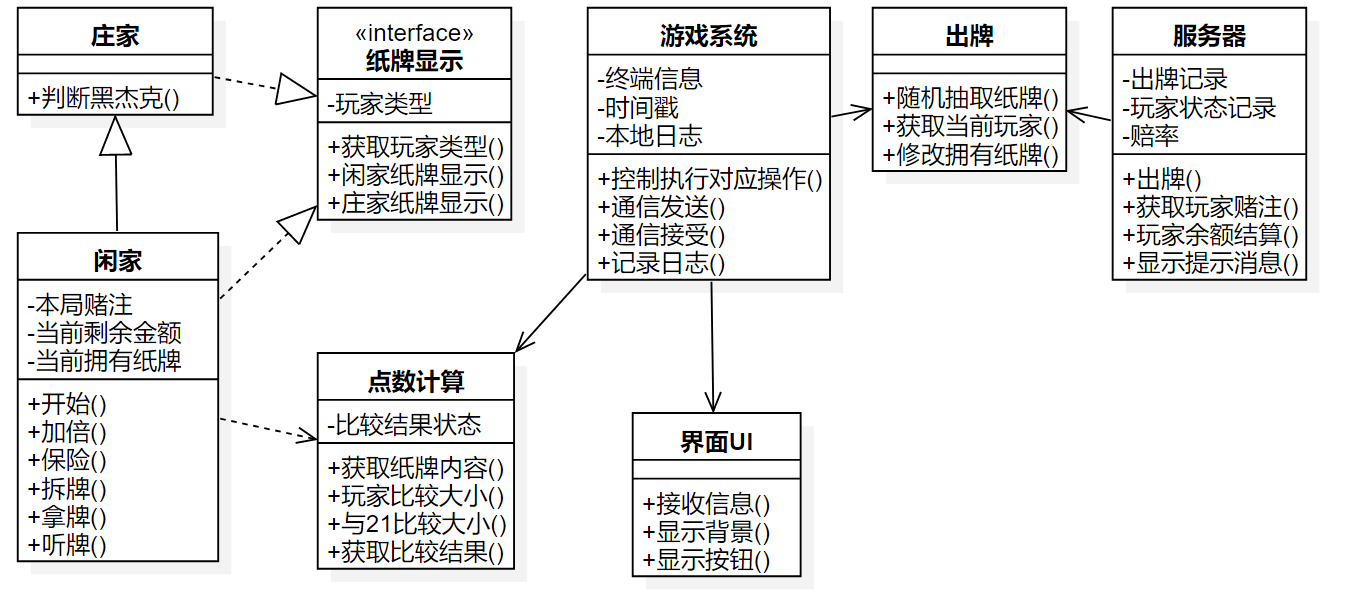 庄家
+判断黑杰克()
«interface»
纸牌显示
-玩家类型
+获取玩家类型()
+闲家纸牌显示()
+庄家纸牌显示()
游戏系统
-终端信息
-时间戳
-本地日志
+控制执行对应操作()
+通信发送()
+通信接受()
+记录日志()
出牌
+随机抽取纸牌()
+获取当前玩家()
+修改拥有纸牌()
服务器
-出牌记录
-玩家状态记录
-赔率
+出牌()
+获取玩家赌注()
+玩家余额结算()
+显示提示消息()
闲家
-本局赌注
-当前剩余金额
-当前拥有纸牌
+开始()
+加倍()
+保险()
+拆牌()
+拿牌()
+听牌()
点数计算
-比较结果状态
+获取纸牌内容()
+玩家比较大小()
+与21比较大小()
+获取比较结果()
界面UI
+接收信息()
+显示背景()
+显示按钮()